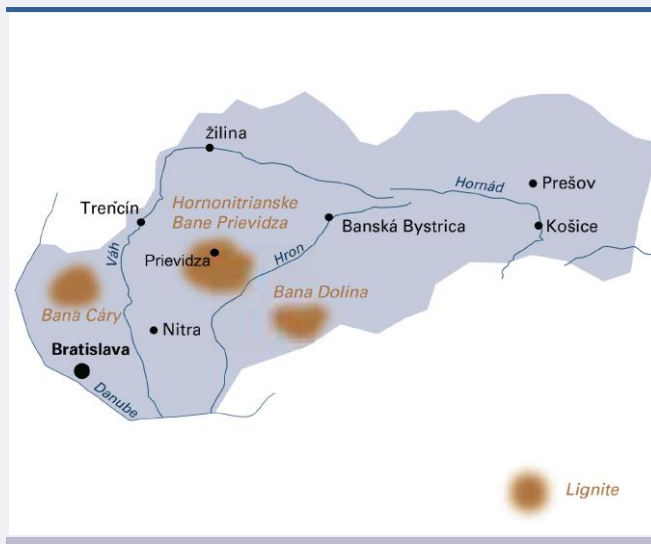 žilina
Hornád
Prešov
Trenčín
Hornonitrianske
Bane Prievidza
Banská Bystrica
Košice
Váh
Prievidza
Hron
Bana Dolina
Bana Cáry
Nitra
Bratislava
Danube
Lignite